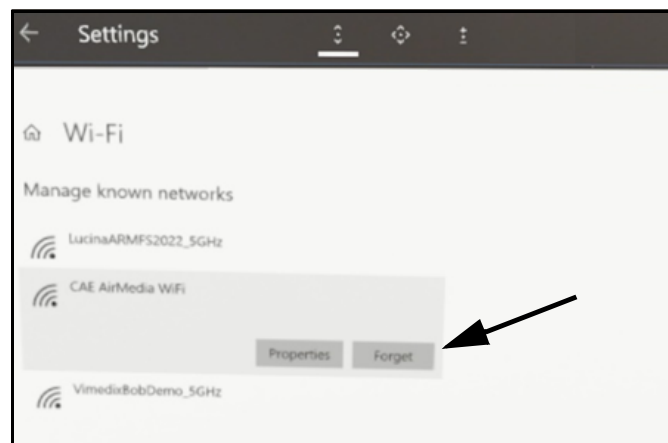 Settings
Wi-Fi
Manage known networks
LucinaARMFS2022_5GHz
CAE AirMedia WiFi
Properties
Forget
VimedixBobDemo_5GHz